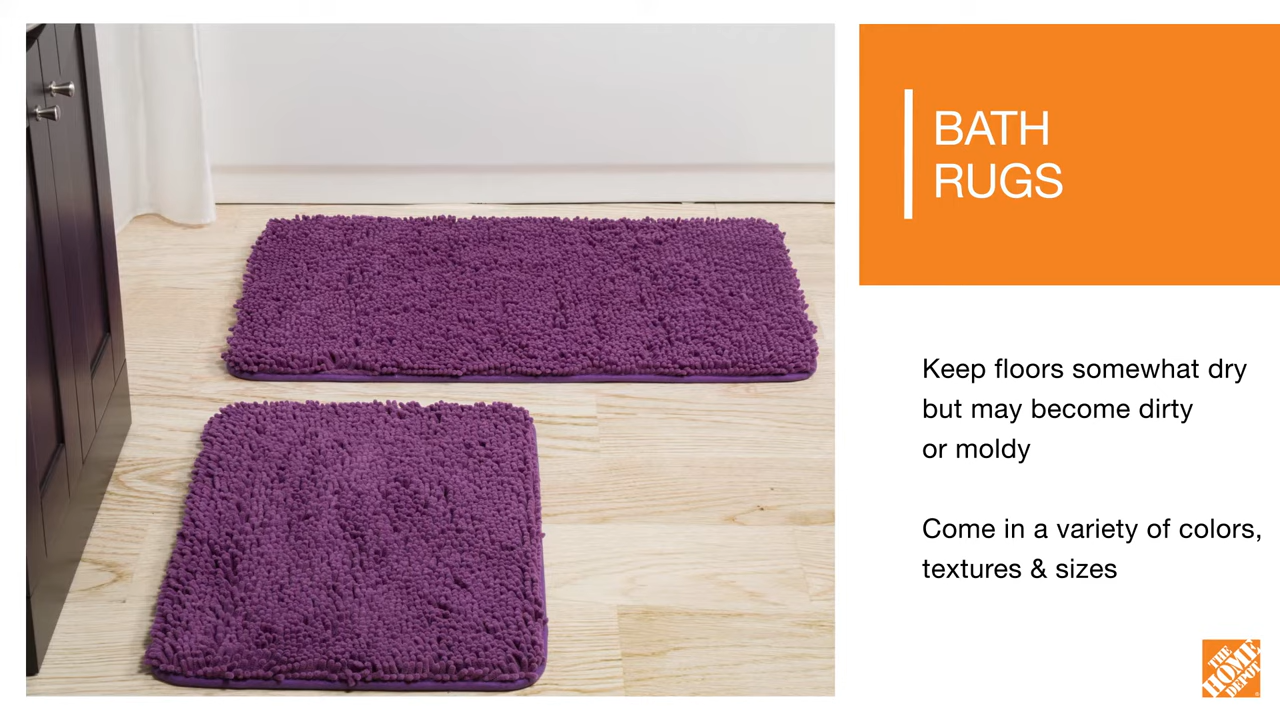 BATH
RUGS
Keep floors somewhat dry
but may become dirty
or moldy
Come in a variety of colors,
textures & sizes
THE
HOME
DEPOT